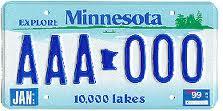 EXPLORE Minnesota
AAA 000
JAN 99
10,000 lakes